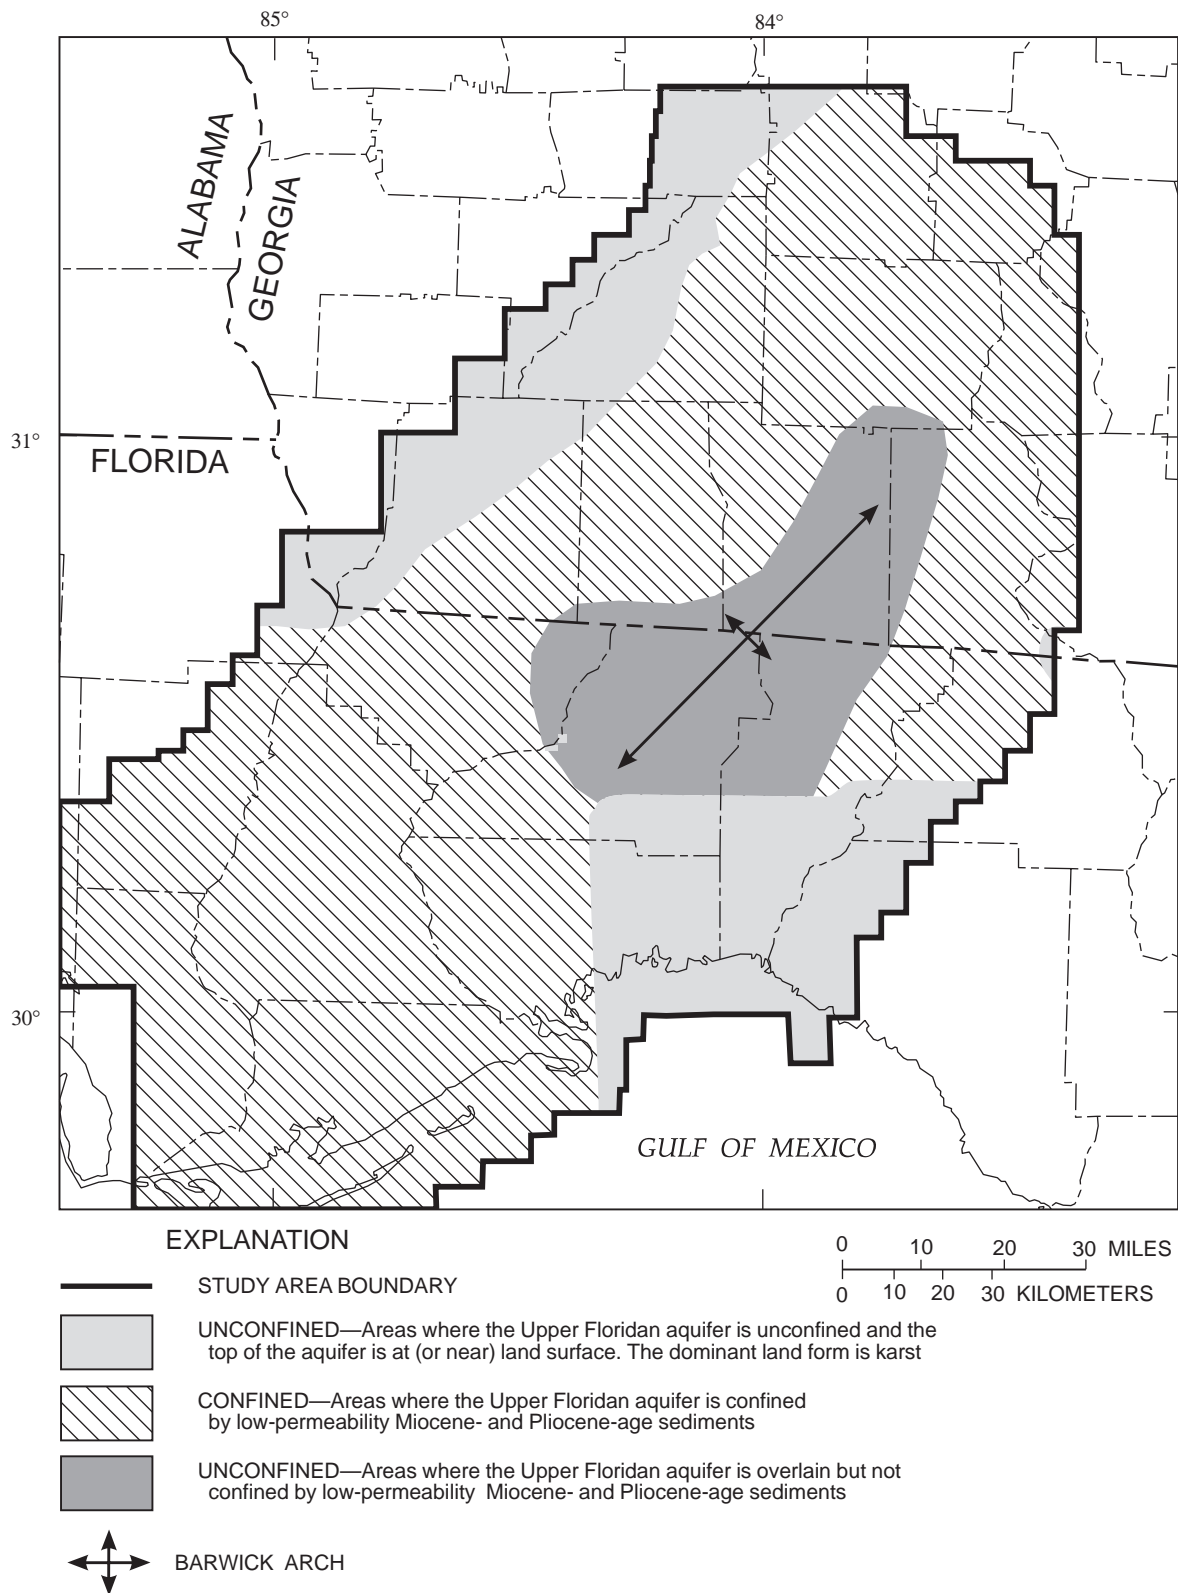 85° 84°
ALABAMA
GEORGIA
31°
FLORIDA
30°
GULF OF MEXICO
EXPLANATION
0 10 20 30 MILES
0 10 20 30 KILOMETERS
STUDY AREA BOUNDARY
UNCONFINED—Areas where the Upper Floridan aquifer is unconfined and the
top of the aquifer is at (or near) land surface. The dominant land form is karst
CONFINED—Areas where the Upper Floridan aquifer is confined
by low-permeability Miocene- and Pliocene-age sediments
UNCONFINED—Areas where the Upper Floridan aquifer is overlain but not
confined by low-permeability Miocene- and Pliocene-age sediments
BARWICK ARCH